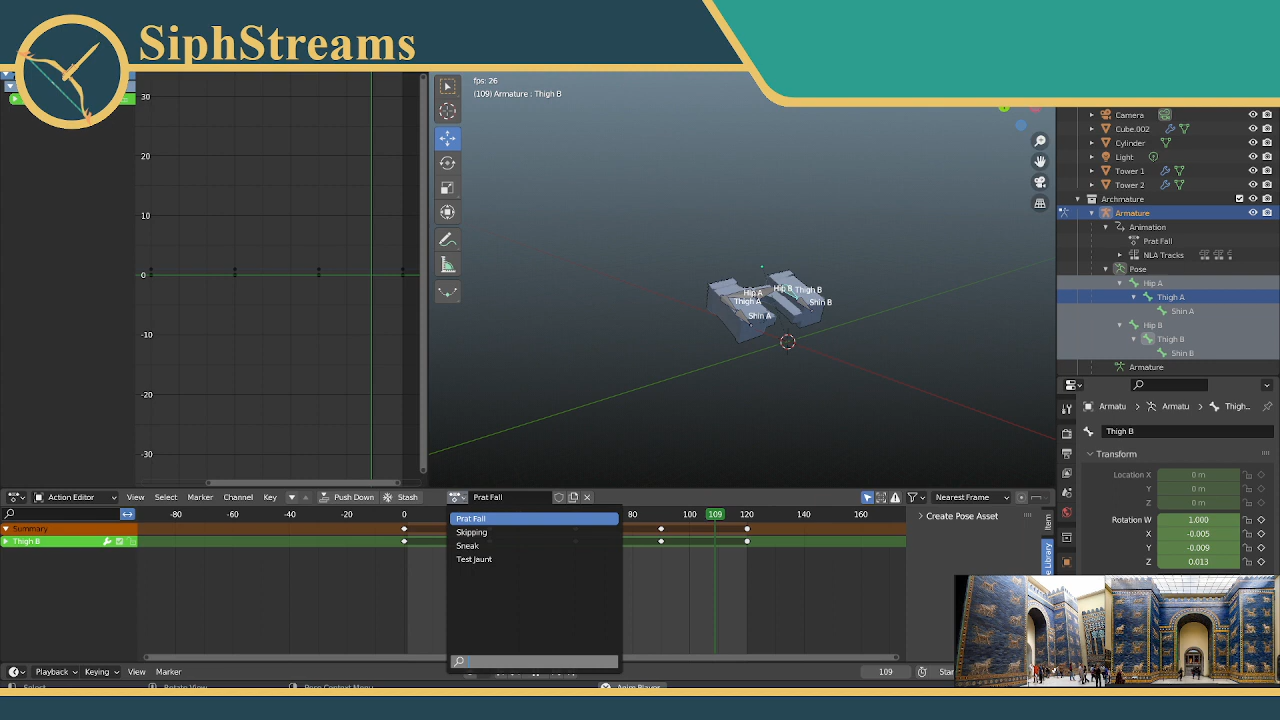 SiphStreams
fps: 26
(109) Armature : Thigh B
30
20
10
0
-10
-20
-30
Hip A
Hip B
Thigh B
Thigh A
Shin B
Shin A
Camera
Cube.002
Cylinder
Light
Tower 1
Tower 2
Archmature
Armature
Animation
Prat Fall
NLA Tracks
Pose
Hip A
Thigh A
Shin A
Hip B
Thigh B
Shin B
Armature
Armatu > Armatu > Thigh...
Thigh B
Transform
Location X 0 m
Y 0 m
Z 0 m
Rotation W 1.000
X -0.005
Y -0.009
Z 0.013
Action Editor View Select Marker Channel Key Push Down Stash Prat Fall Nearest Frame
-80 -60 -40 -20 0 80 100 109 120 140 160
Summary
Thigh B
Prat Fall
Skipping
Sneak
Test Jaunt
Create Pose Asset
Item
Library
Playback Keying View Marker 109 Star